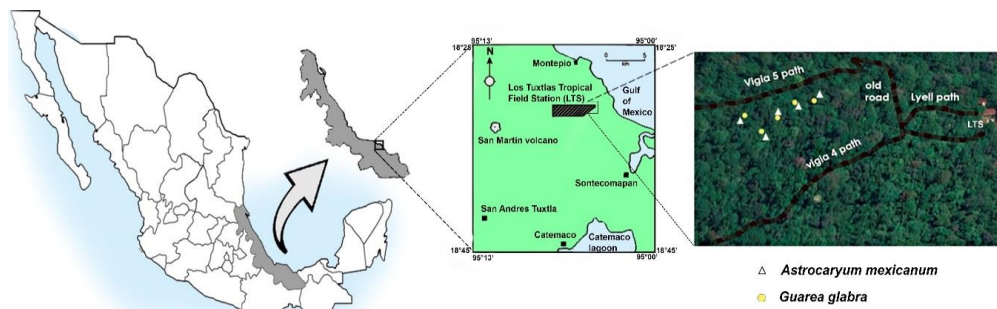 95°13'
95°00'
18°25'
18°25'
N
0 5
km
Montepio
Los Tuxtlas Tropical
Field Station (LTS)
Gulf
of
Mexico
San Martin volcano
Sontecomapan
San Andres Tuxtla
Catemaco
Catemaco
lagoon
18°45'
18°45'
95°13'
95°00'
Vigia 5 path
old
road
Lyell path
LTS
vigia 4 path
Astrocaryum mexicanum
Guarea glabra